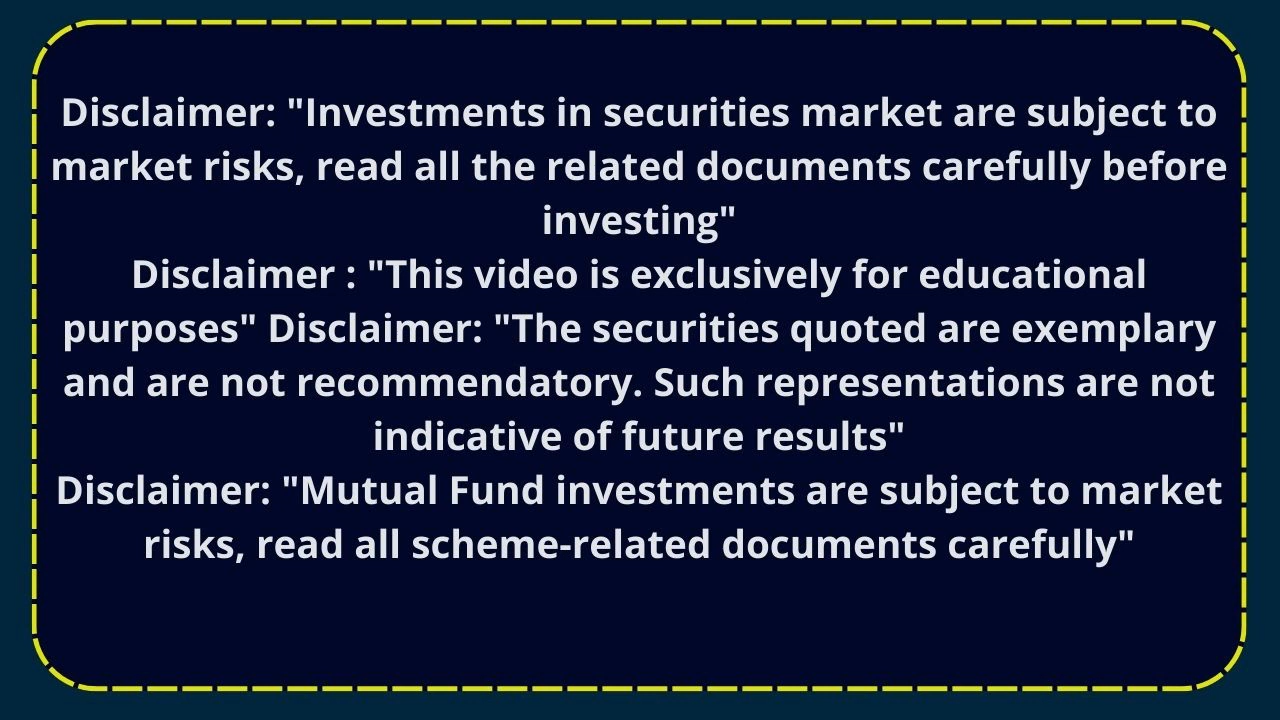 Disclaimer: "Investments in securities market are subject to
market risks, read all the related documents carefully before
investing"
Disclaimer : "This video is exclusively for educational
purposes" Disclaimer: "The securities quoted are exemplary
and are not recommendatory. Such representations are not
indicative of future results"
Disclaimer: "Mutual Fund investments are subject to market
risks, read all scheme-related documents carefully"